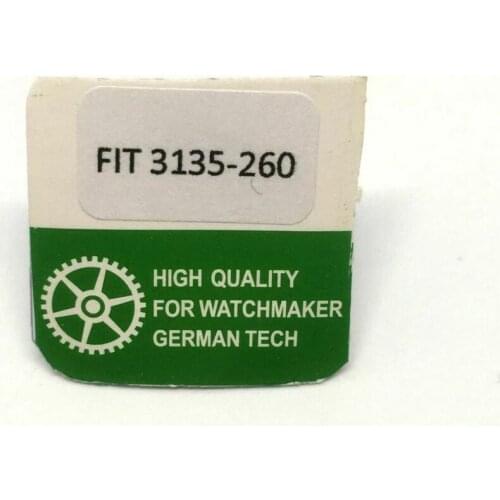 FIT 3135-260
HIGH QUALITY
FOR WATCHMAKER
GERMAN TECH